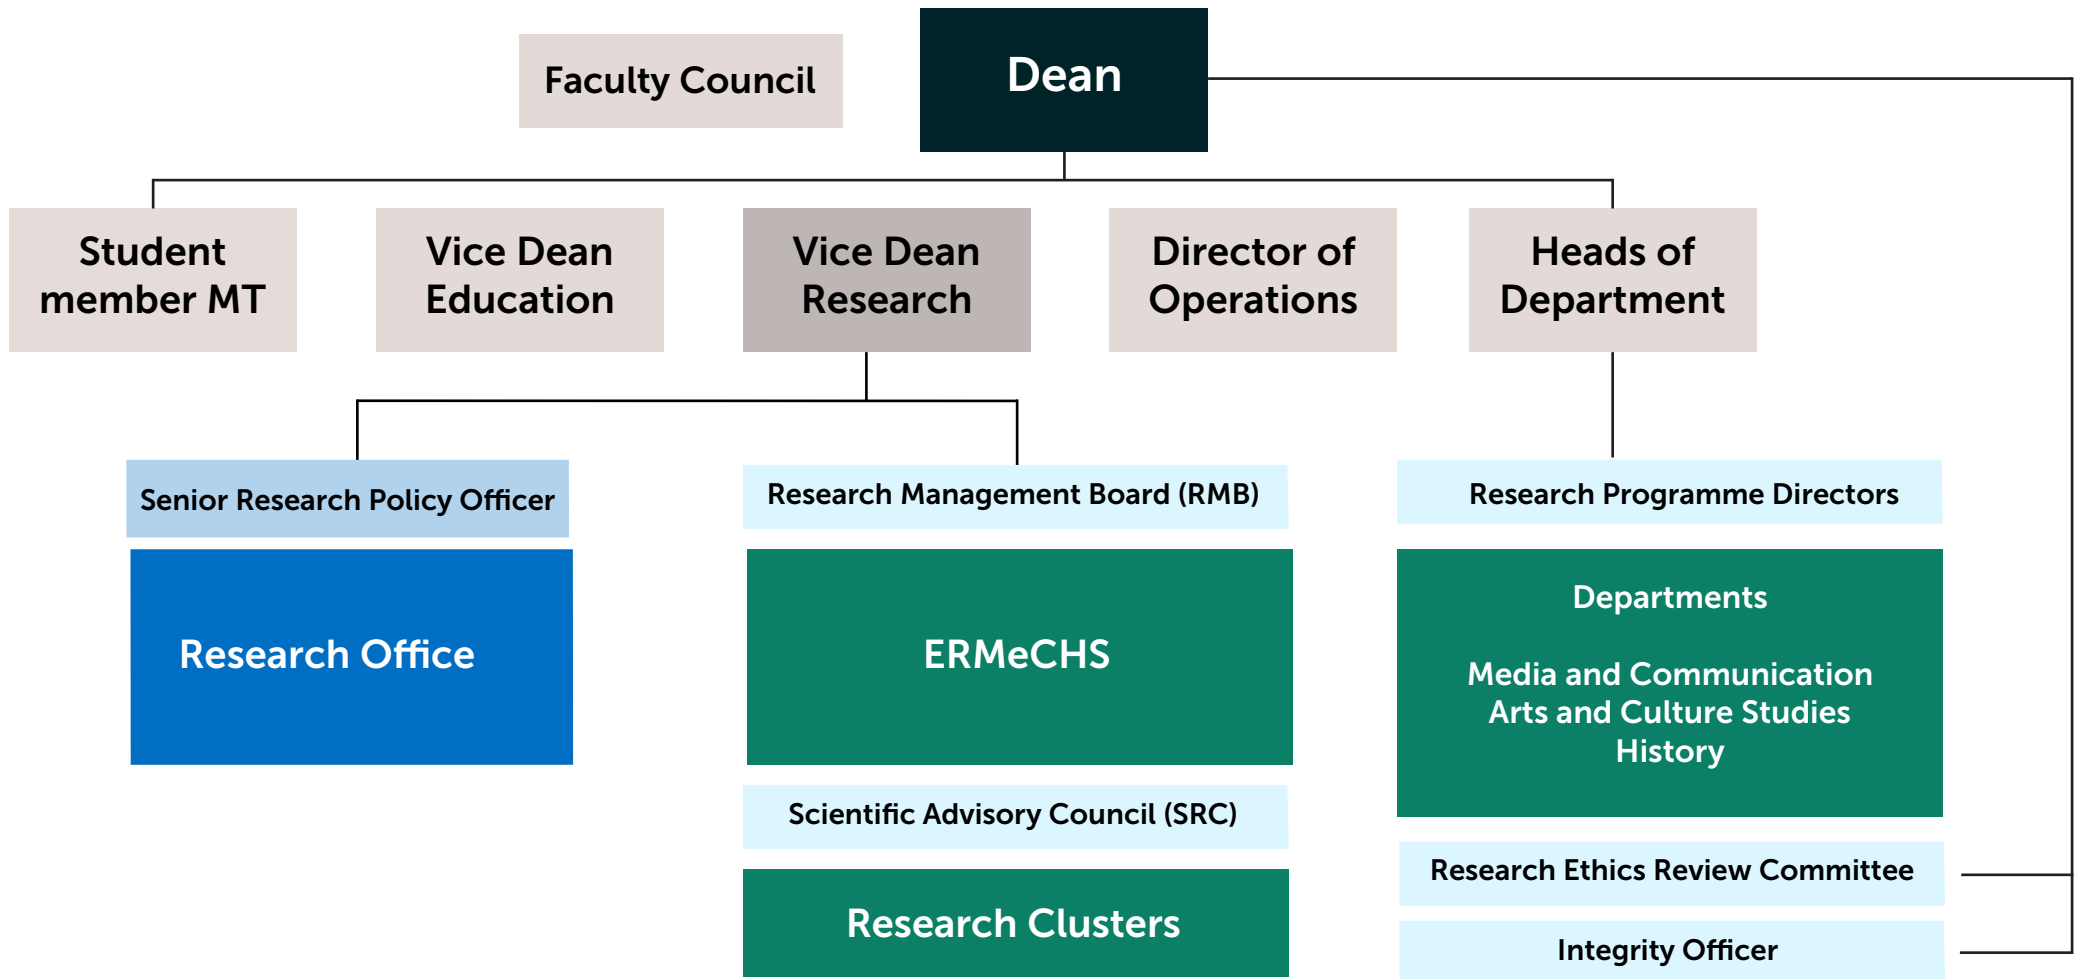 Faculty Council
Dean
Student
member MT
Vice Dean
Education
Vice Dean
Research
Director of
Operations
Heads of
Department
Senior Research Policy Officer
Research Office
Research Management Board (RMB)
ERMeCHS
Scientific Advisory Council (SRC)
Research Clusters
Research Programme Directors
Departments
Media and Communication
Arts and Culture Studies
History
Research Ethics Review Committee
Integrity Officer